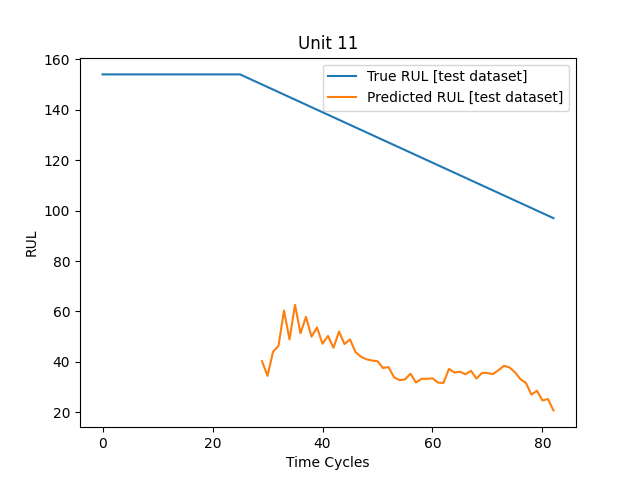 Unit 11
160
140
120
100
80
60
40
20
RUL
True RUL [test dataset]
Predicted RUL [test dataset]
0 20 40 60 80
Time Cycles